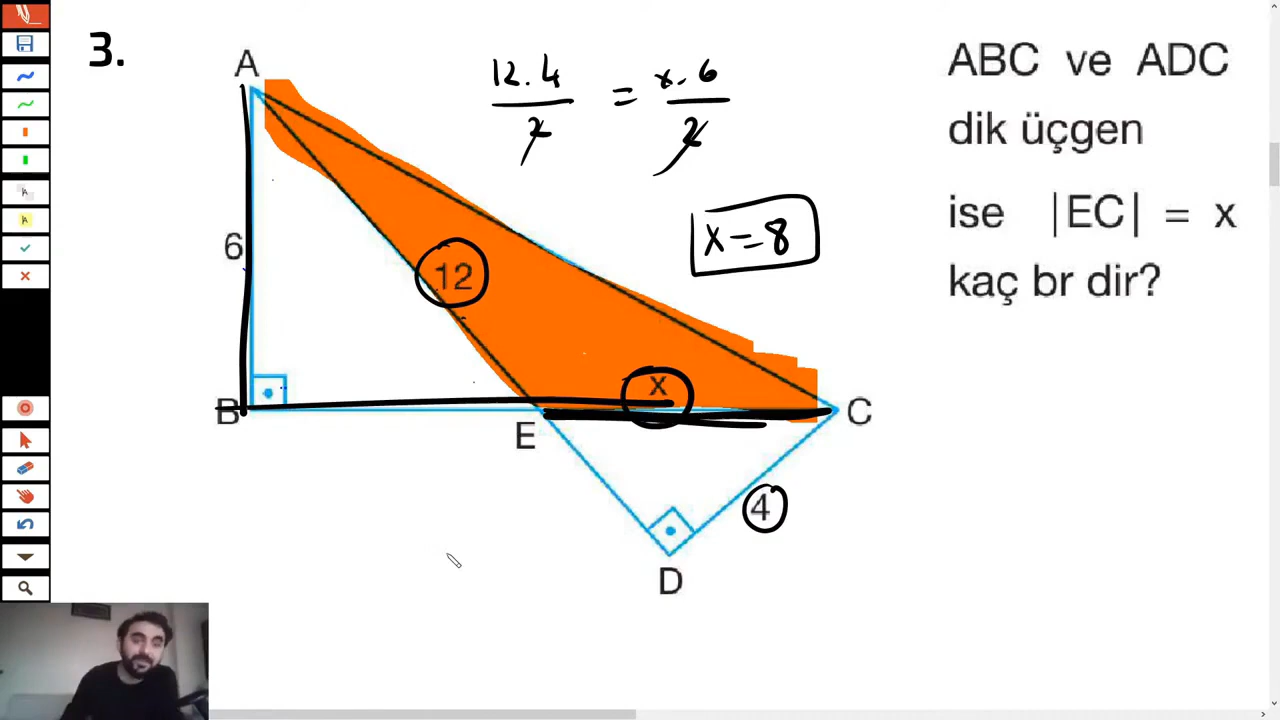 3.
A
12.4 / 2 = x.6 / 2
x=8
6
12
x
B
E
C
4
D
ABC ve ADC
dik üçgen
ise |EC| = x
kaç br dir?